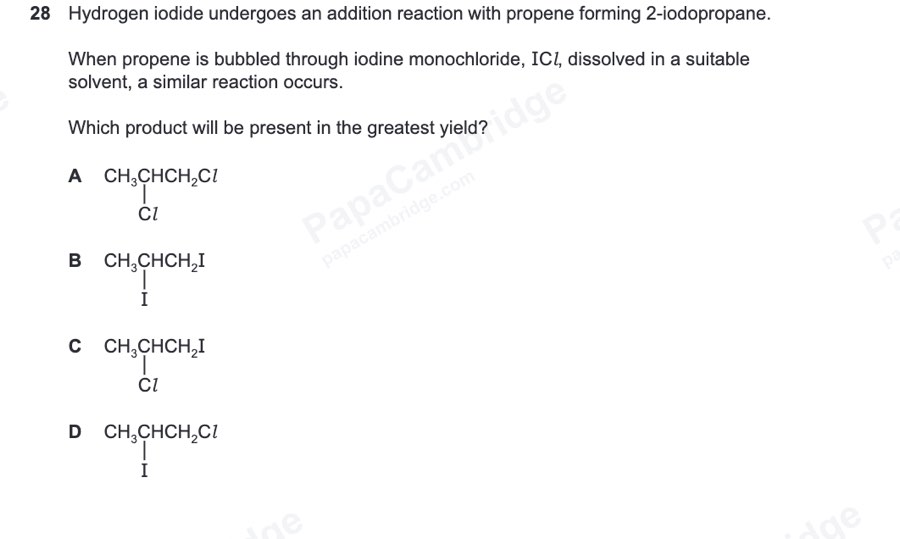 28 Hydrogen iodide undergoes an addition reaction with propene forming 2-iodopropane.
When propene is bubbled through iodine monochloride, ICl, dissolved in a suitable
solvent, a similar reaction occurs.
Which product will be present in the greatest yield?
A CH₃CHCH₂Cl
Cl
B CH₃CHCH₂I
I
C CH₃CHCH₂I
Cl
D CH₃CHCH₂Cl
I
PapaCambridge
papacambridge.com